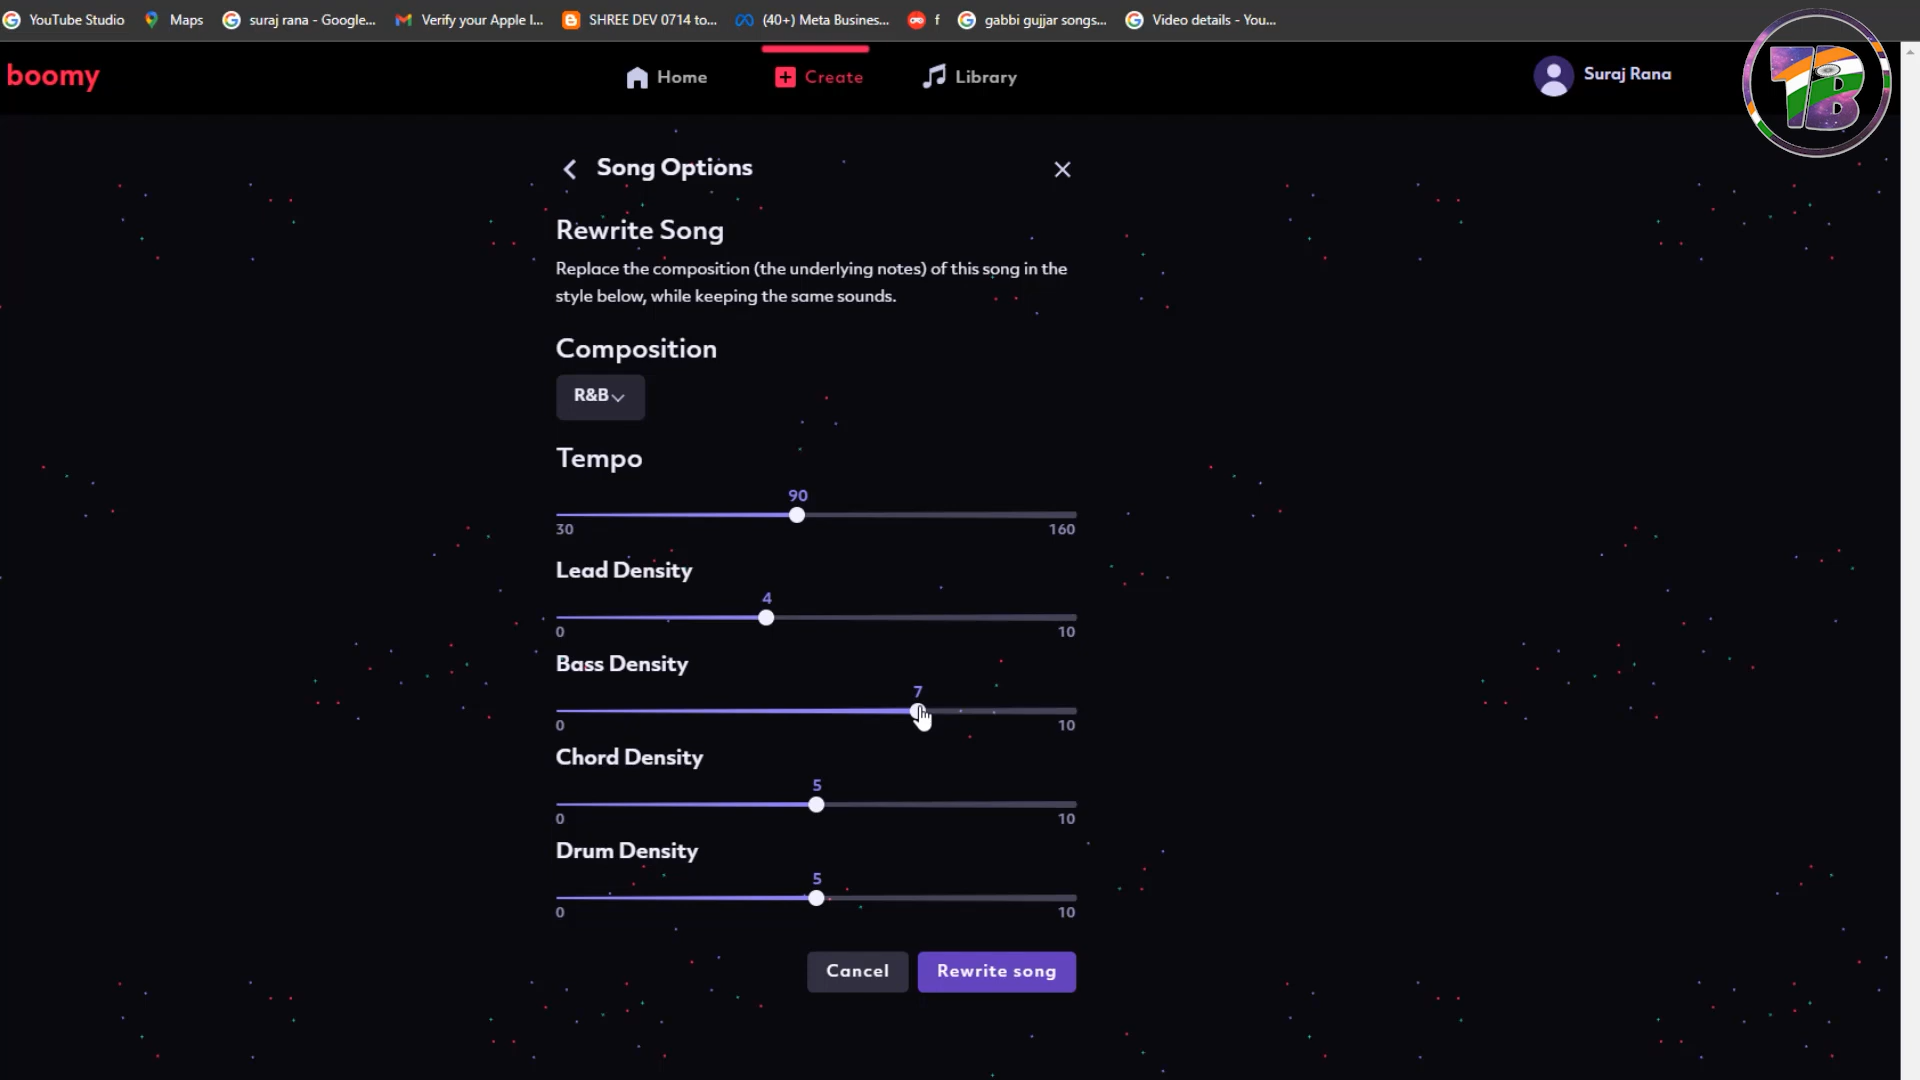 YouTube Studio
Maps
suraj rana - Google...
Verify your Apple I...
SHREE DEV 0714 to...
(40+) Meta Busines...
f
gabbi gujjar songs...
Video details - You...
boomy
Home
Create
Library
Suraj Rana
Song Options
Rewrite Song
Replace the composition (the underlying notes) of this song in the
style below, while keeping the same sounds.
Composition
R&B
Tempo
90
30
160
Lead Density
4
0
10
Bass Density
7
0
10
Chord Density
5
0
10
Drum Density
5
0
10
Cancel
Rewrite song